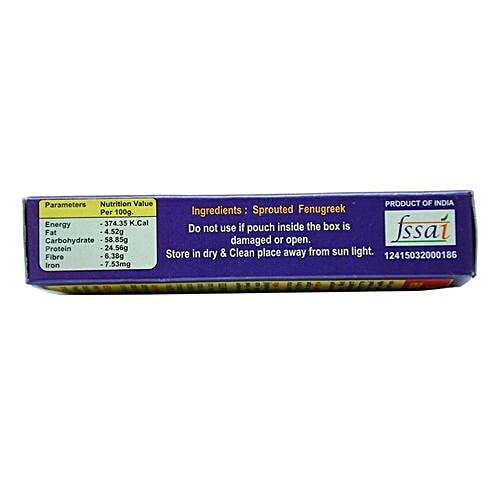 Parameters Nutrition Value
Per 100g.
Energy - 374.35 K.Cal
Fat - 4.52g
Carbohydrate - 58.85g
Protein - 24.56g
Fibre - 6.38g
Iron - 7.53mg
Ingredients : Sprouted Fenugreek
Do not use if pouch inside the box is
damaged or open.
Store in dry & Clean place away from sun light.
PRODUCT OF INDIA
fssai
12415032000186